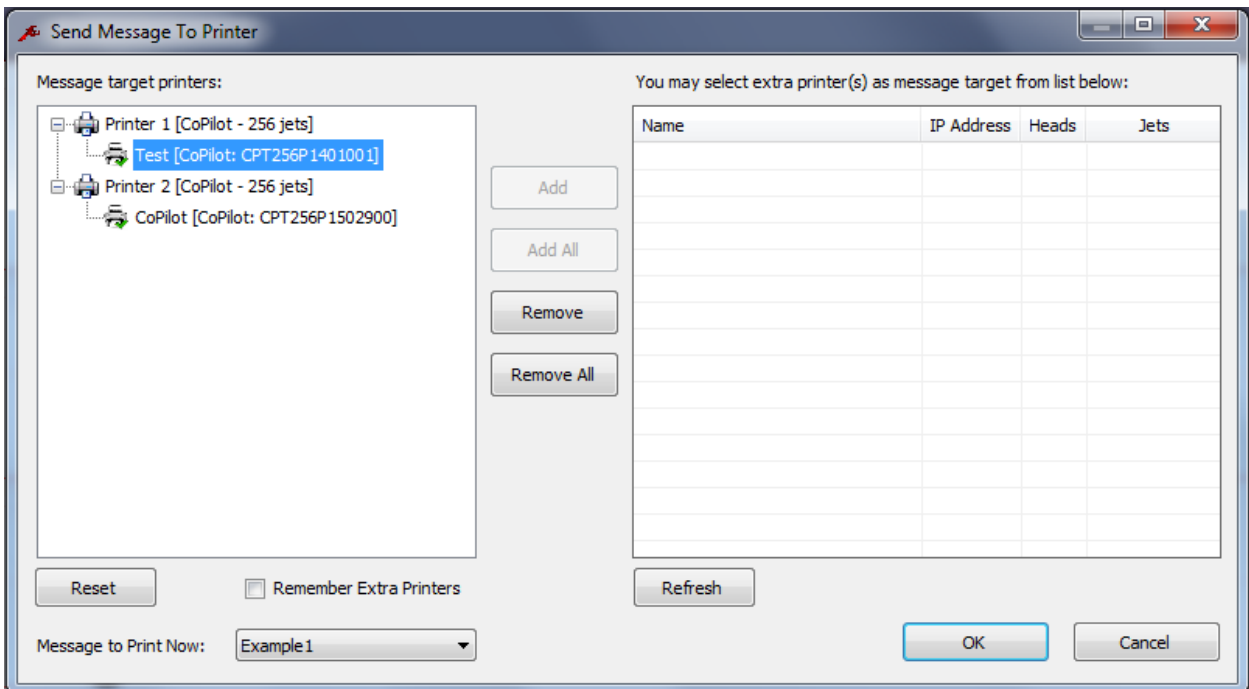 Send Message To Printer
Message target printers:
You may select extra printer(s) as message target from list below:
Printer 1 [CoPilot - 256 jets]
Test [CoPilot: CPT256P1401001]
Printer 2 [CoPilot - 256 jets]
CoPilot [CoPilot: CPT256P1502900]
Add
Add All
Remove
Remove All
Name IP Address Heads Jets
Reset
Remember Extra Printers
Refresh
Message to Print Now: Example1
OK
Cancel